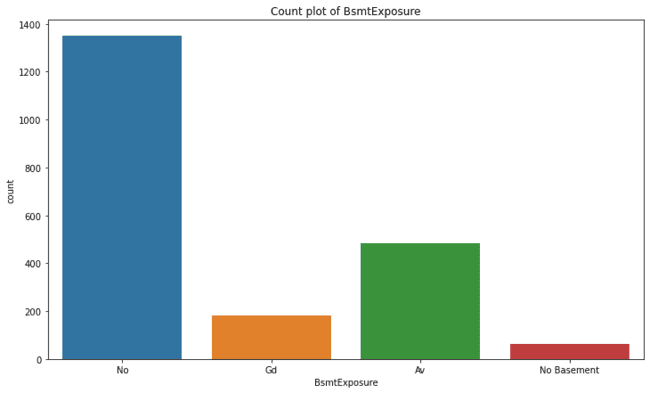 Count plot of BsmtExposure
1400
1200
1000
800
600
400
200
0
count
No Gd Av No Basement
BsmtExposure